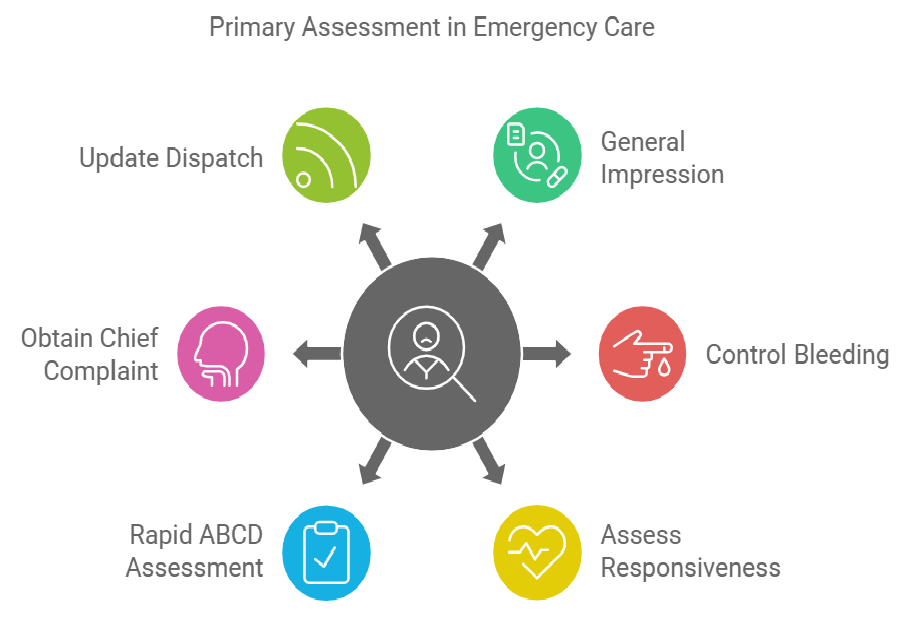 Primary Assessment in Emergency Care
Update Dispatch
General
Impression
Obtain Chief
Complaint
Control Bleeding
Rapid ABCD
Assessment
Assess
Responsiveness